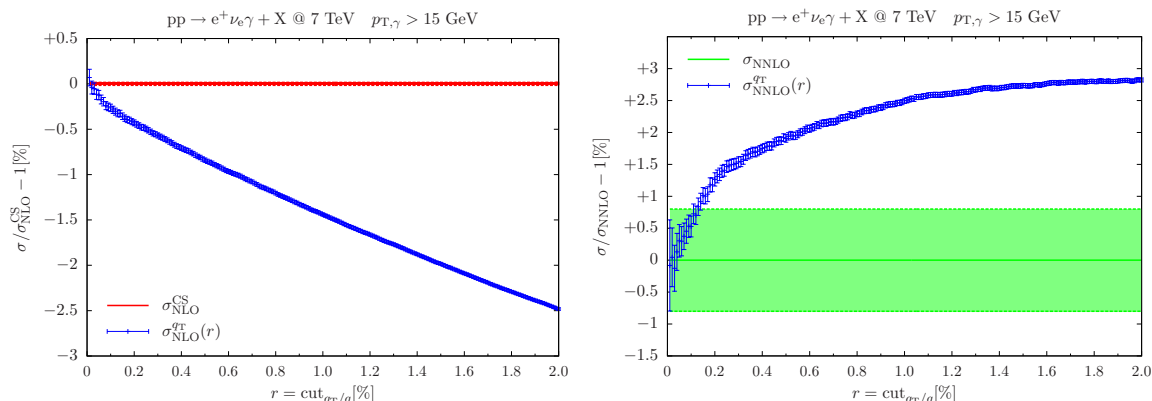 pp → e⁺ νₑγ + X @ 7 TeV    p_T,γ > 15 GeV
+0.5
0
−0.5
−1
−1.5
−2
−2.5
−3
σ/σ^CS_NLO − 1[%]
σ^CS_NLO
σ^qT_NLO(r)
0 0.2 0.4 0.6 0.8 1.0 1.2 1.4 1.6 1.8 2.0
r = cut_qT/q[%]
pp → e⁺ νₑγ + X @ 7 TeV    p_T,γ > 15 GeV
+3
+2.5
+2
+1.5
+1
+0.5
0
−0.5
−1
−1.5
σ/σ_NNLO − 1[%]
σ_NNLO
σ^qT_NNLO(r)
0 0.2 0.4 0.6 0.8 1.0 1.2 1.4 1.6 1.8 2.0
r = cut_qT/q[%]